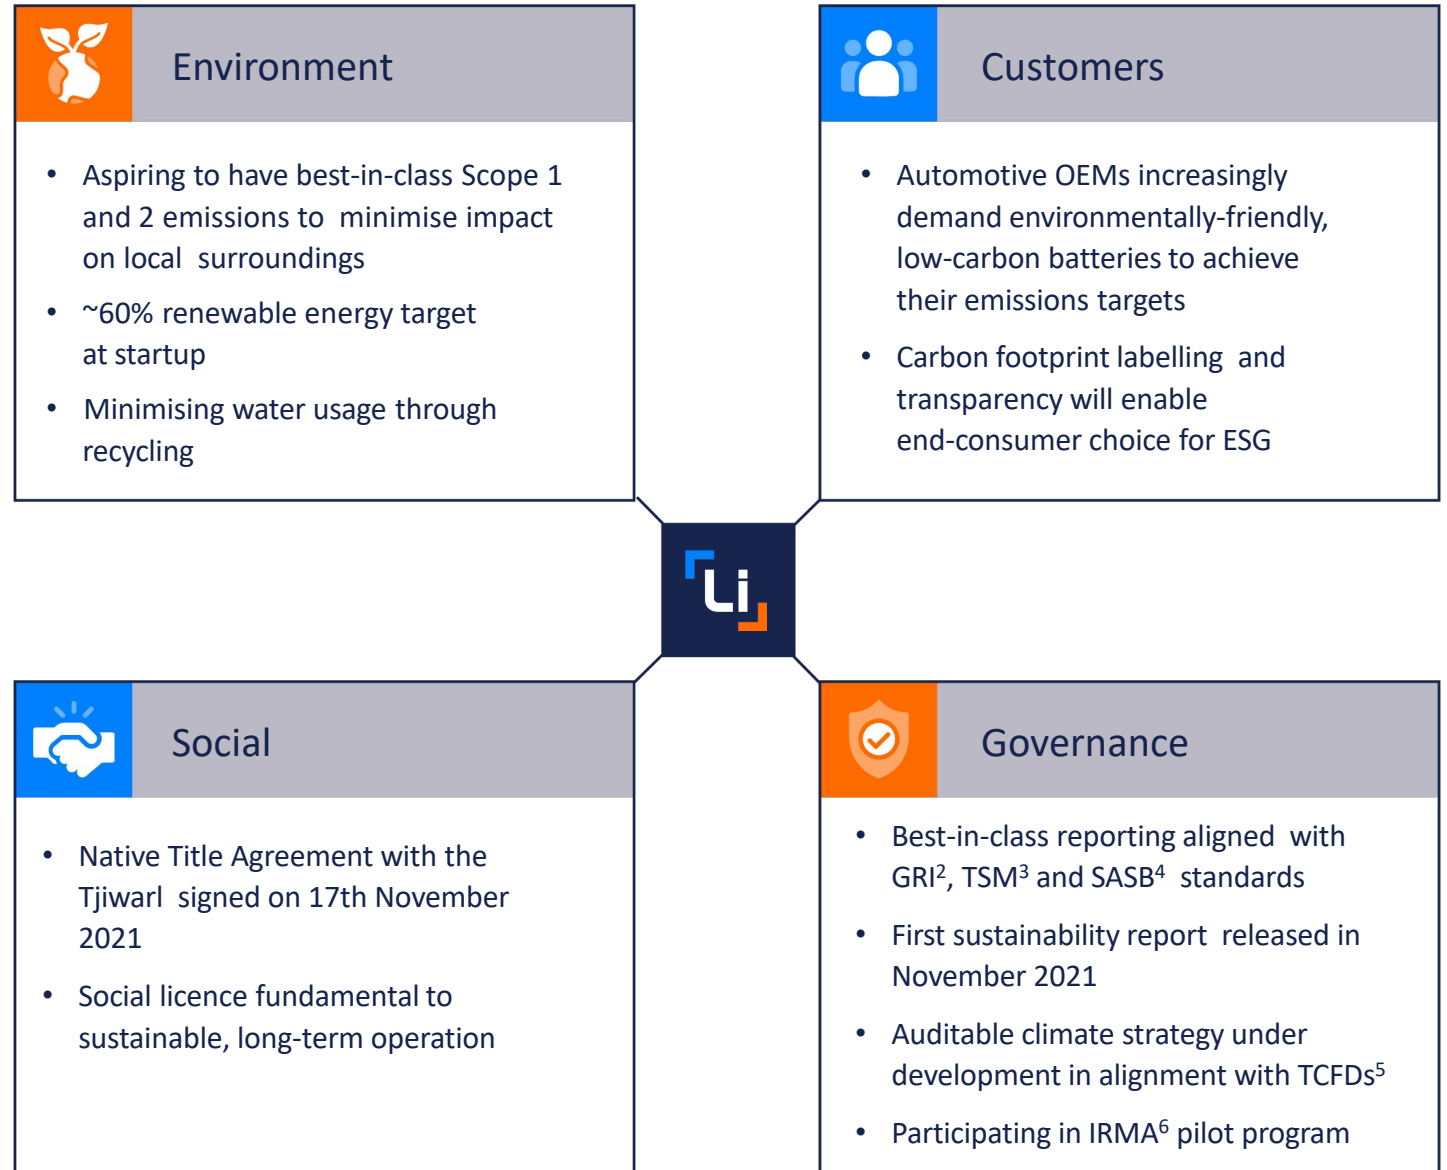 Environment
• Aspiring to have best-in-class Scope 1
and 2 emissions to minimise impact
on local surroundings
• ~60% renewable energy target
at startup
• Minimising water usage through
recycling
Customers
• Automotive OEMs increasingly
demand environmentally-friendly,
low-carbon batteries to achieve
their emissions targets
• Carbon footprint labelling and
transparency will enable
end-consumer choice for ESG
Li
Social
• Native Title Agreement with the
Tjiwarl signed on 17th November
2021
• Social licence fundamental to
sustainable, long-term operation
Governance
• Best-in-class reporting aligned with
GRI², TSM³ and SASB⁴ standards
• First sustainability report released in
November 2021
• Auditable climate strategy under
development in alignment with TCFDs⁵
• Participating in IRMA⁶ pilot program